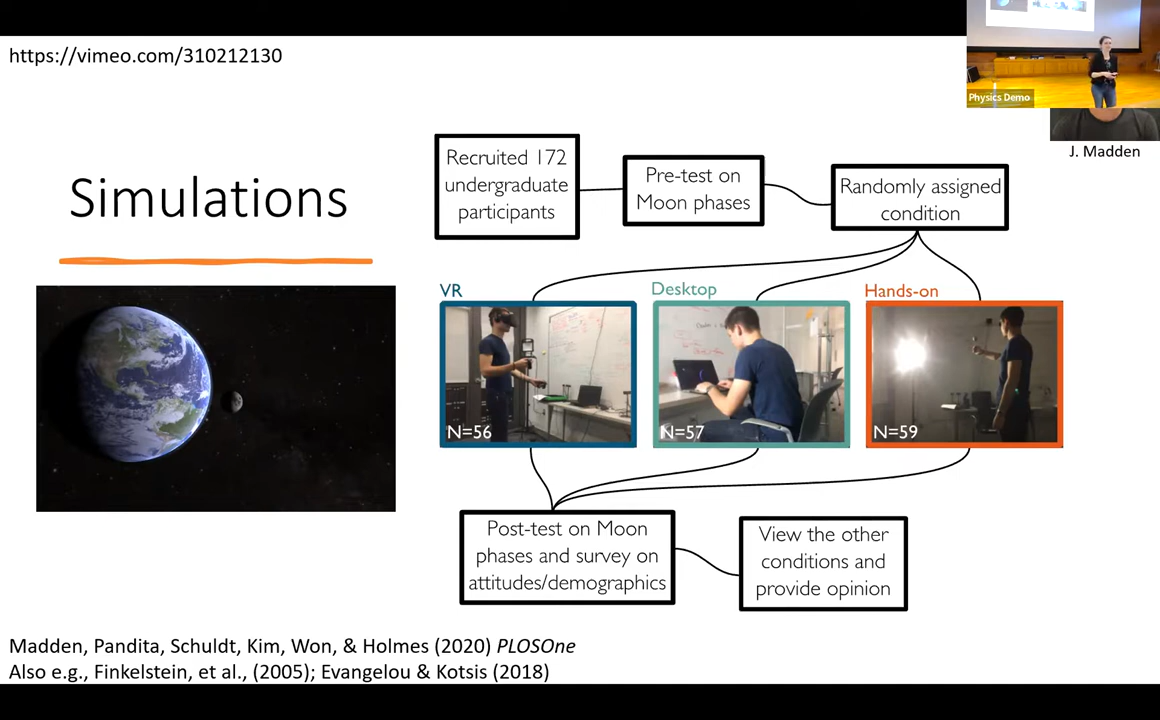 https://vimeo.com/310212130
Physics Demo
J. Madden
Simulations
Recruited 172
undergraduate
participants
Pre-test on
Moon phases
Randomly assigned
condition
VR
Desktop
Hands-on
N=56
N=57
N=59
Post-test on Moon
phases and survey on
attitudes/demographics
View the other
conditions and
provide opinion
Madden, Pandita, Schuldt, Kim, Won, & Holmes (2020) PLOSOne
Also e.g., Finkelstein, et al., (2005); Evangelou & Kotsis (2018)